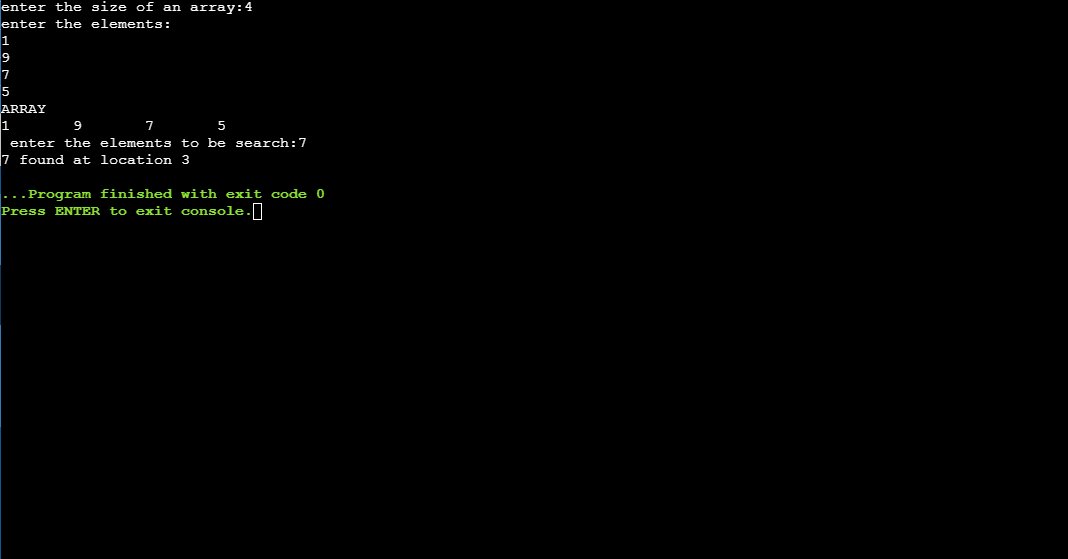 enter the size of an array:4
enter the elements:
1
9
7
5
ARRAY
1 9 7 5
enter the elements to be search:7
7 found at location 3
...Program finished with exit code 0
Press ENTER to exit console.